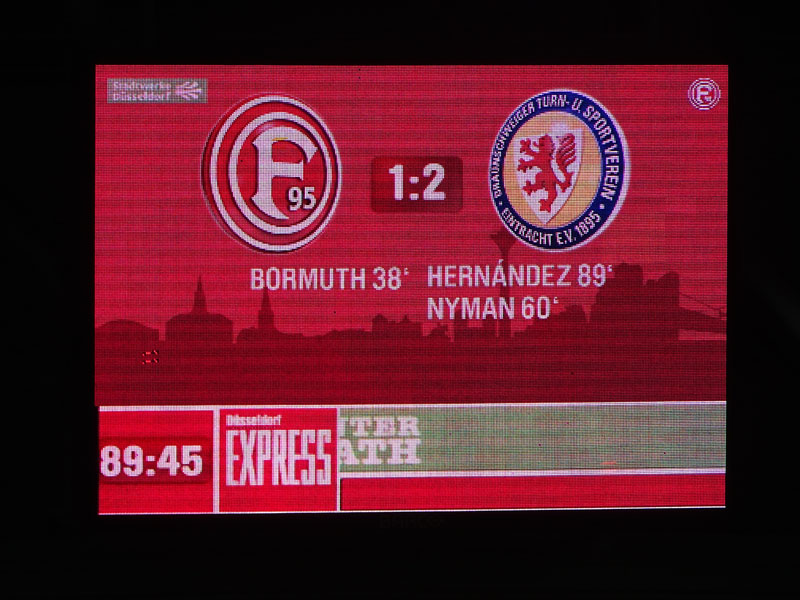 Stadtwerke
Düsseldorf
F
F
95
BRAUNSCHWEIGER TURN- U. SPORTVEREIN
• EINTRACHT E.V. 1895 •
1:2
BORMUTH 38‘
HERNÁNDEZ 89‘
NYMAN 60‘
89:45
Düsseldorf
EXPRESS